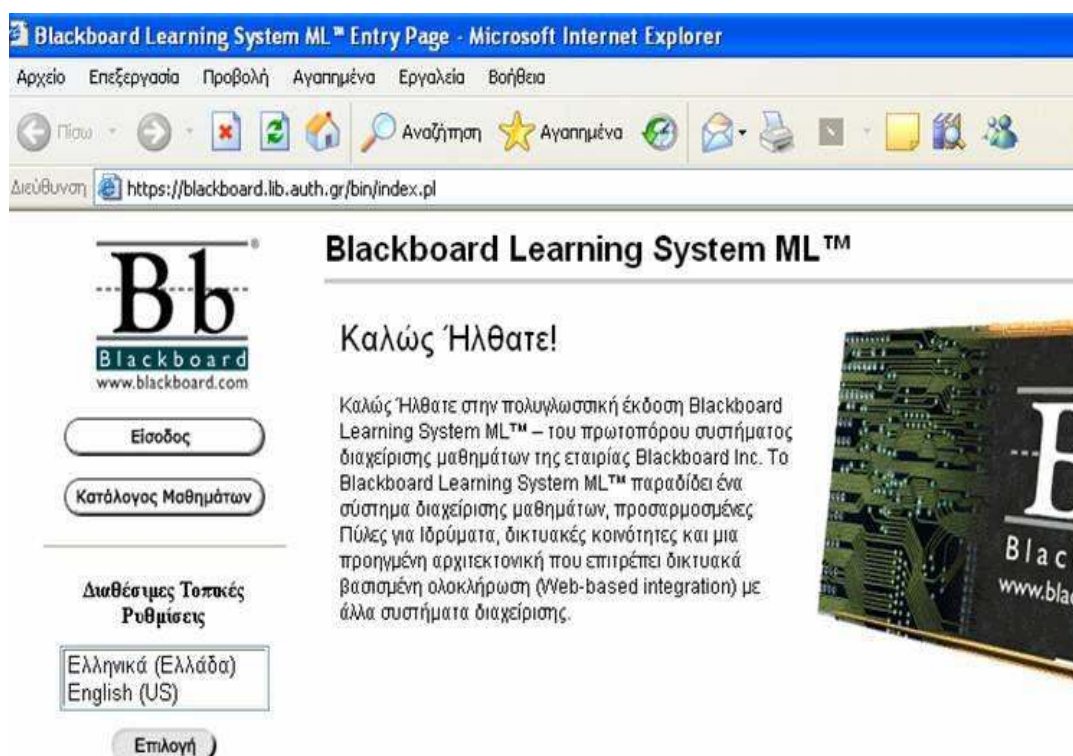 Blackboard Learning System ML™ Entry Page - Microsoft Internet Explorer
Αρχείο Επεξεργασία Προβολή Αγαπημένα Εργαλεία Βοήθεια
Πίσω Αναζήτηση Αγαπημένα
Διεύθυνση https://blackboard.lib.auth.gr/bin/index.pl
Bb®
Blackboard
www.blackboard.com
Είσοδος
Κατάλογος Μαθημάτων
Διαθέσιμες Τοπικές
Ρυθμίσεις
Ελληνικά (Ελλάδα)
English (US)
Επιλογή
Blackboard Learning System ML™
Καλώς Ήλθατε!
Καλώς Ήλθατε στην πολυγλωσσική έκδοση Blackboard
Learning System ML™ – του πρωτοπόρου συστήματος
διαχείρισης μαθημάτων της εταιρίας Blackboard Inc. Το
Blackboard Learning System ML™ παραδίδει ένα
σύστημα διαχείρισης μαθημάτων, προσαρμοσμένες
Πύλες για Ιδρύματα, δικτυακές κοινότητες και μια
προηγμένη αρχιτεκτονική που επιτρέπει δικτυακά
βασισμένη ολοκλήρωση (Web-based integration) με
άλλα συστήματα διαχείρισης.
Blac
www.bla